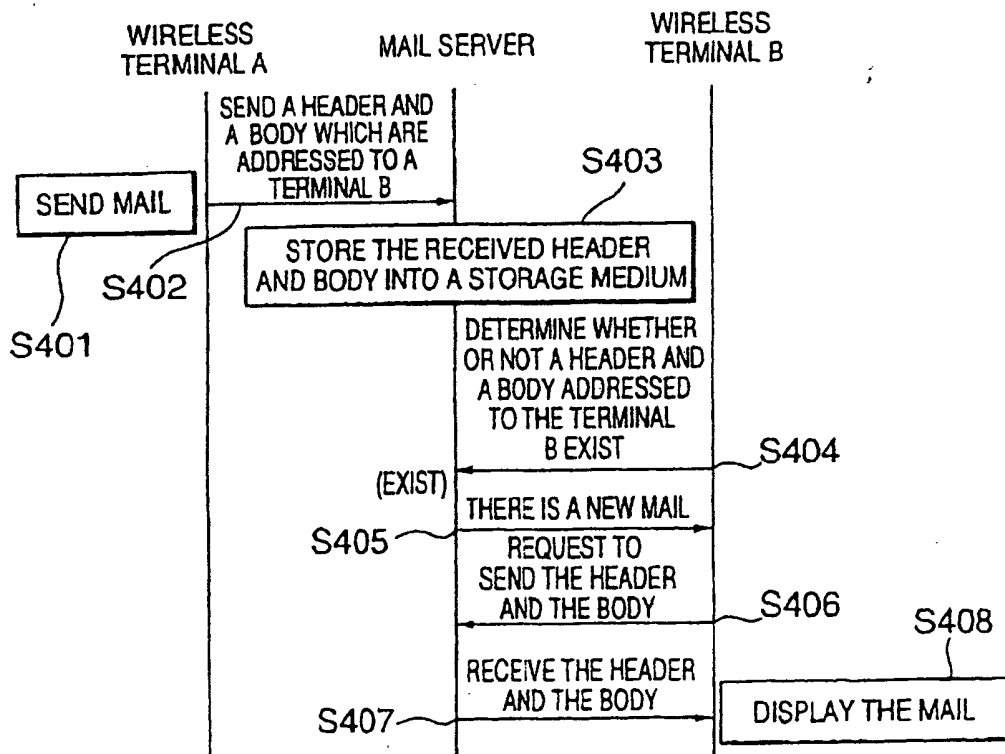 WIRELESS
TERMINAL A
MAIL SERVER
WIRELESS
TERMINAL B
SEND A HEADER AND
A BODY WHICH ARE
ADDRESSED TO A
TERMINAL B
S403
SEND MAIL
STORE THE RECEIVED HEADER
AND BODY INTO A STORAGE MEDIUM
S402
S401
DETERMINE WHETHER
OR NOT A HEADER AND
A BODY ADDRESSED
TO THE TERMINAL
B EXIST
S404
(EXIST)
THERE IS A NEW MAIL
S405
REQUEST TO
SEND THE HEADER
AND THE BODY
S406
S408
RECEIVE THE HEADER
AND THE BODY
S407
DISPLAY THE MAIL